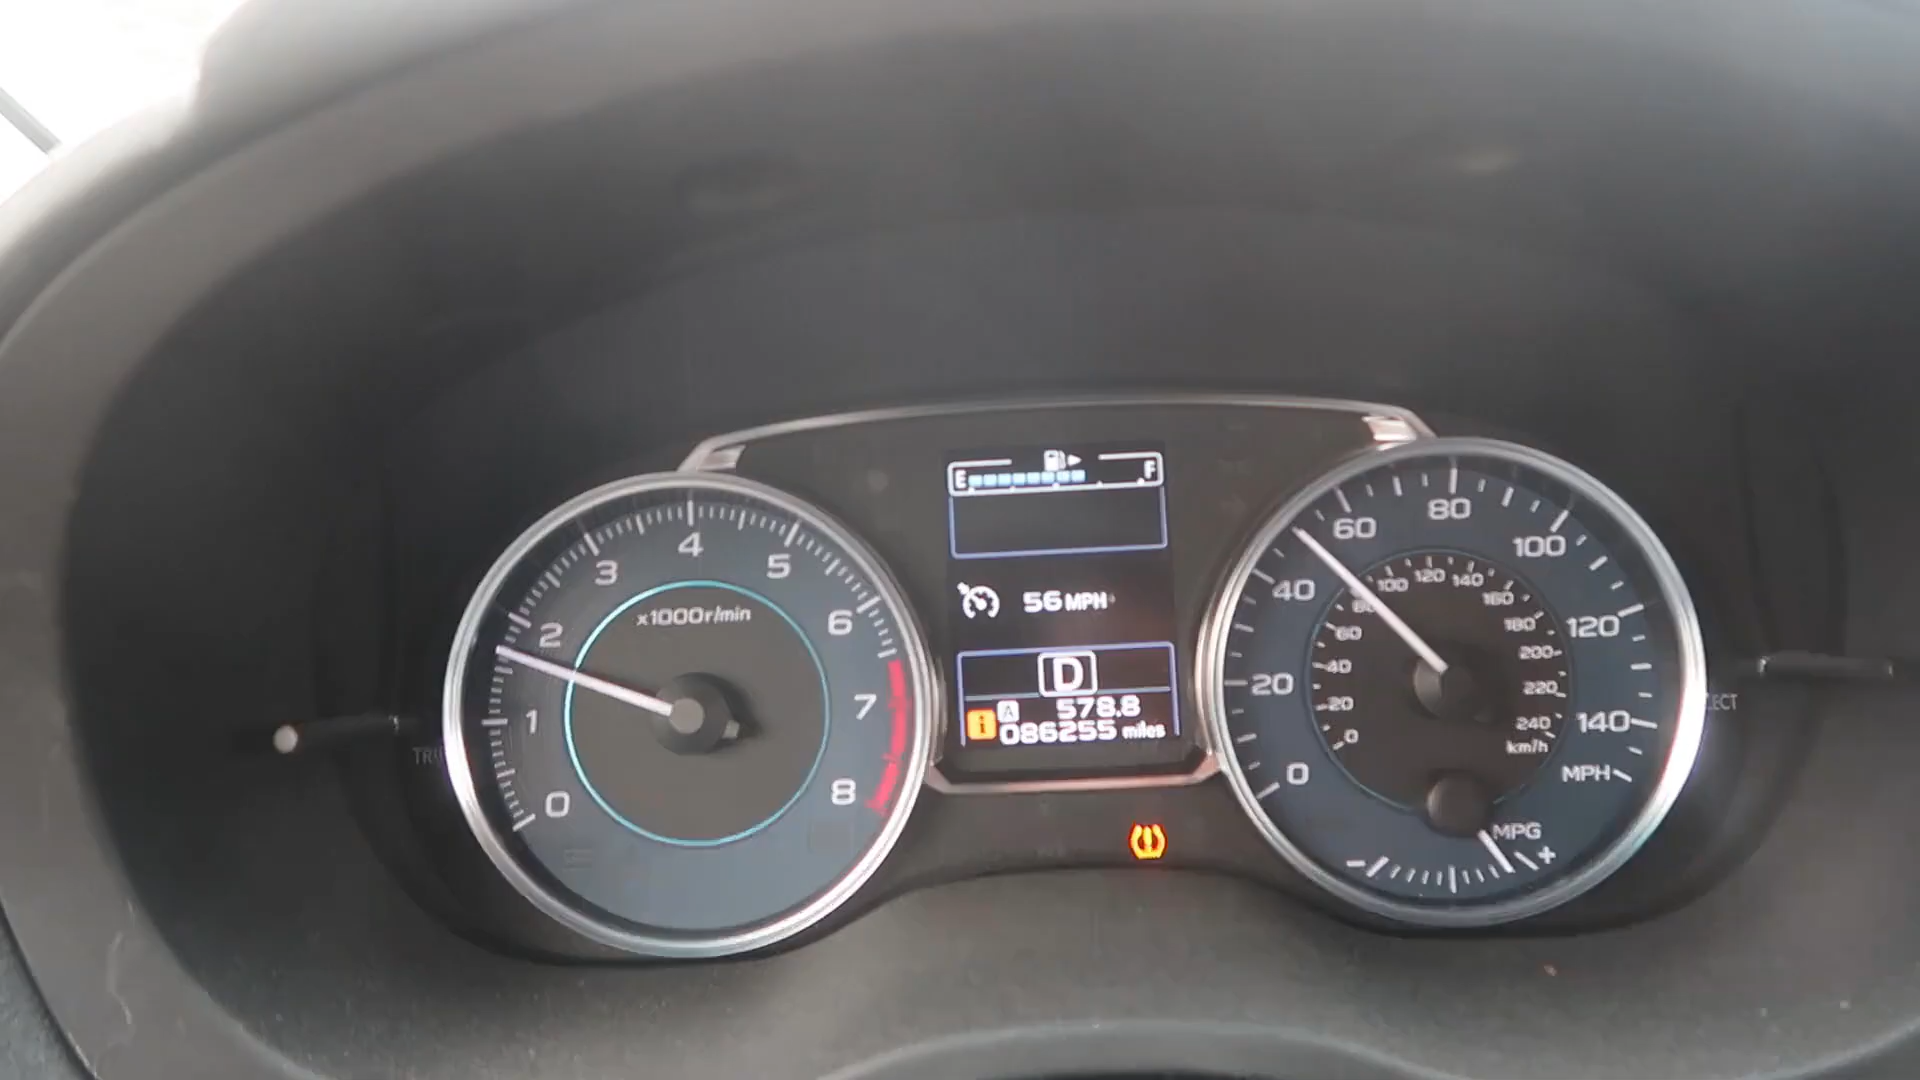 E F
56 MPH
D
A 578.8
i 086255 miles
0 1 2 3 4 5 6 7 8
x1000r/min
0 20 40 60 80 100 120 140
MPH
0 20 40 60 80 100 120 140 160 180 200 220 240
km/h
MPG
- +